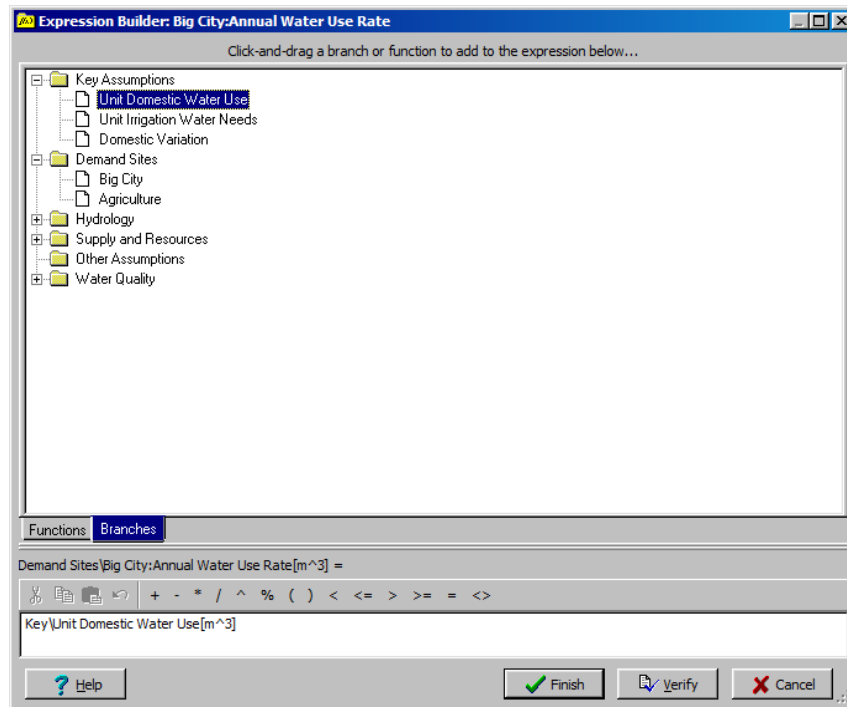 Expression Builder: Big City:Annual Water Use Rate
Click-and-drag a branch or function to add to the expression below...
Key Assumptions
Unit Domestic Water Use
Unit Irrigation Water Needs
Domestic Variation
Demand Sites
Big City
Agriculture
Hydrology
Supply and Resources
Other Assumptions
Water Quality
Functions Branches
Demand Sites\Big City:Annual Water Use Rate[m^3] =
+ - * / ^ % ( ) < <= > >= = <>
Key\Unit Domestic Water Use[m^3]
? Help Finish Verify Cancel